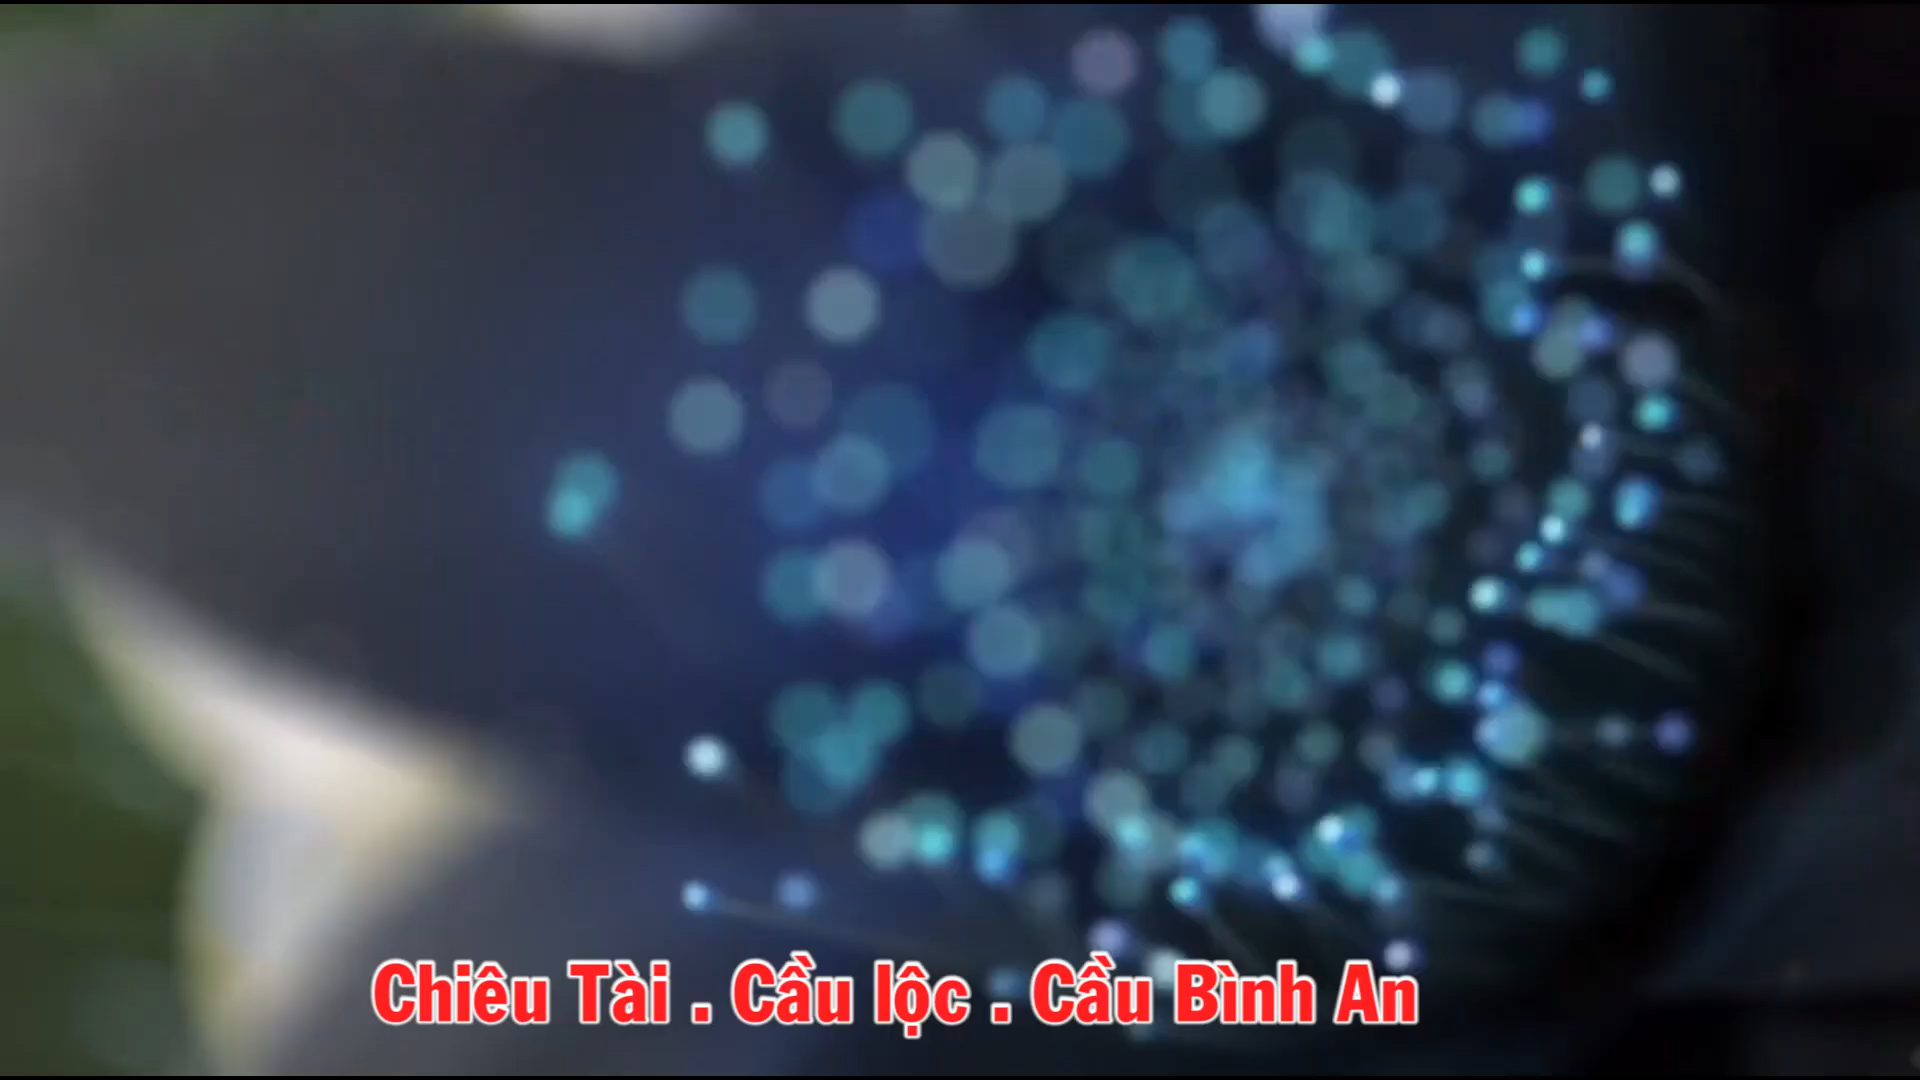 Chiêu Tài . Cầu lộc . Cầu Bình An